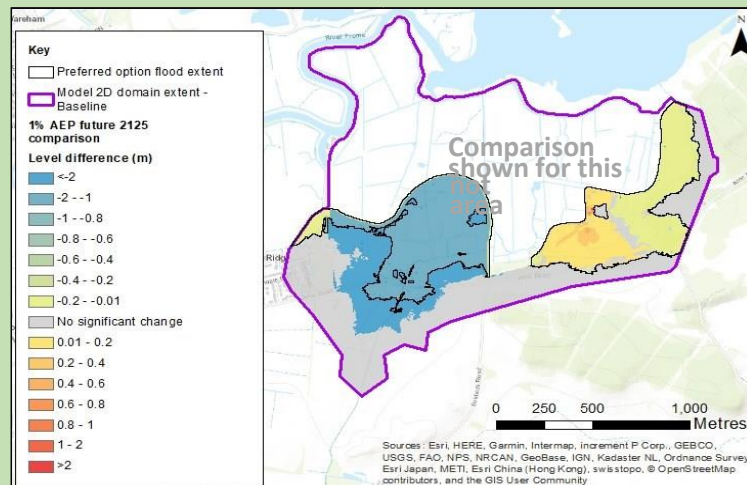 Wareham
River Frome
N
Key
Preferred option flood extent
Model 2D domain extent -
Baseline
1% AEP future 2125
comparison
Level difference (m)
<-2
-2 - -1
-1 - -0.8
-0.8 - -0.6
-0.6 - -0.4
-0.4 - -0.2
-0.2 - -0.01
No significant change
0.01 - 0.2
0.2 - 0.4
0.4 - 0.6
0.6 - 0.8
0.8 - 1
1 - 2
>2
Comparison
shown for this
not
area
Ridge
0 250 500 1,000
Metres
Sources: Esri, HERE, Garmin, Intermap, increment P Corp., GEBCO,
USGS, FAO, NPS, NRCAN, GeoBase, IGN, Kadaster NL, Ordnance Survey,
Esri Japan, METI, Esri China (Hong Kong), swisstopo, © OpenStreetMap
contributors, and the GIS User Community